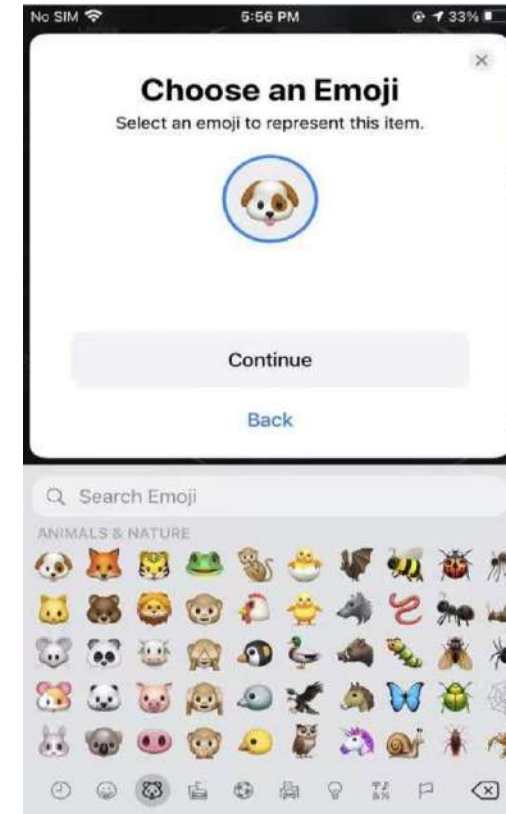 No SIM 5:56 PM 33%
Choose an Emoji
Select an emoji to represent this item.
Continue
Back
Search Emoji
ANIMALS & NATURE